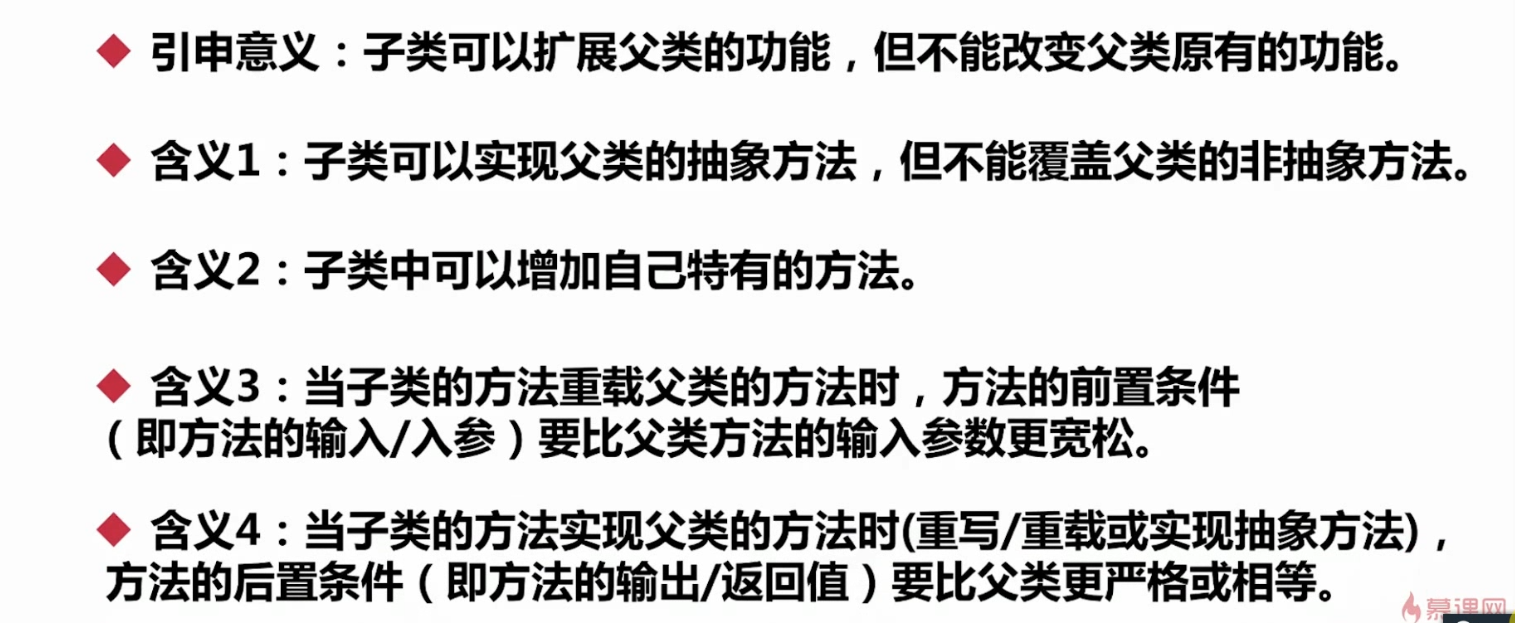 ◆ 引申意义：子类可以扩展父类的功能，但不能改变父类原有的功能。
◆ 含义1：子类可以实现父类的抽象方法，但不能覆盖父类的非抽象方法。
◆ 含义2：子类中可以增加自己特有的方法。
◆ 含义3：当子类的方法重载父类的方法时，方法的前置条件
（即方法的输入/入参）要比父类方法的输入参数更宽松。
◆ 含义4：当子类的方法实现父类的方法时(重写/重载或实现抽象方法)，
方法的后置条件（即方法的输出/返回值）要比父类更严格或相等。
慕课网